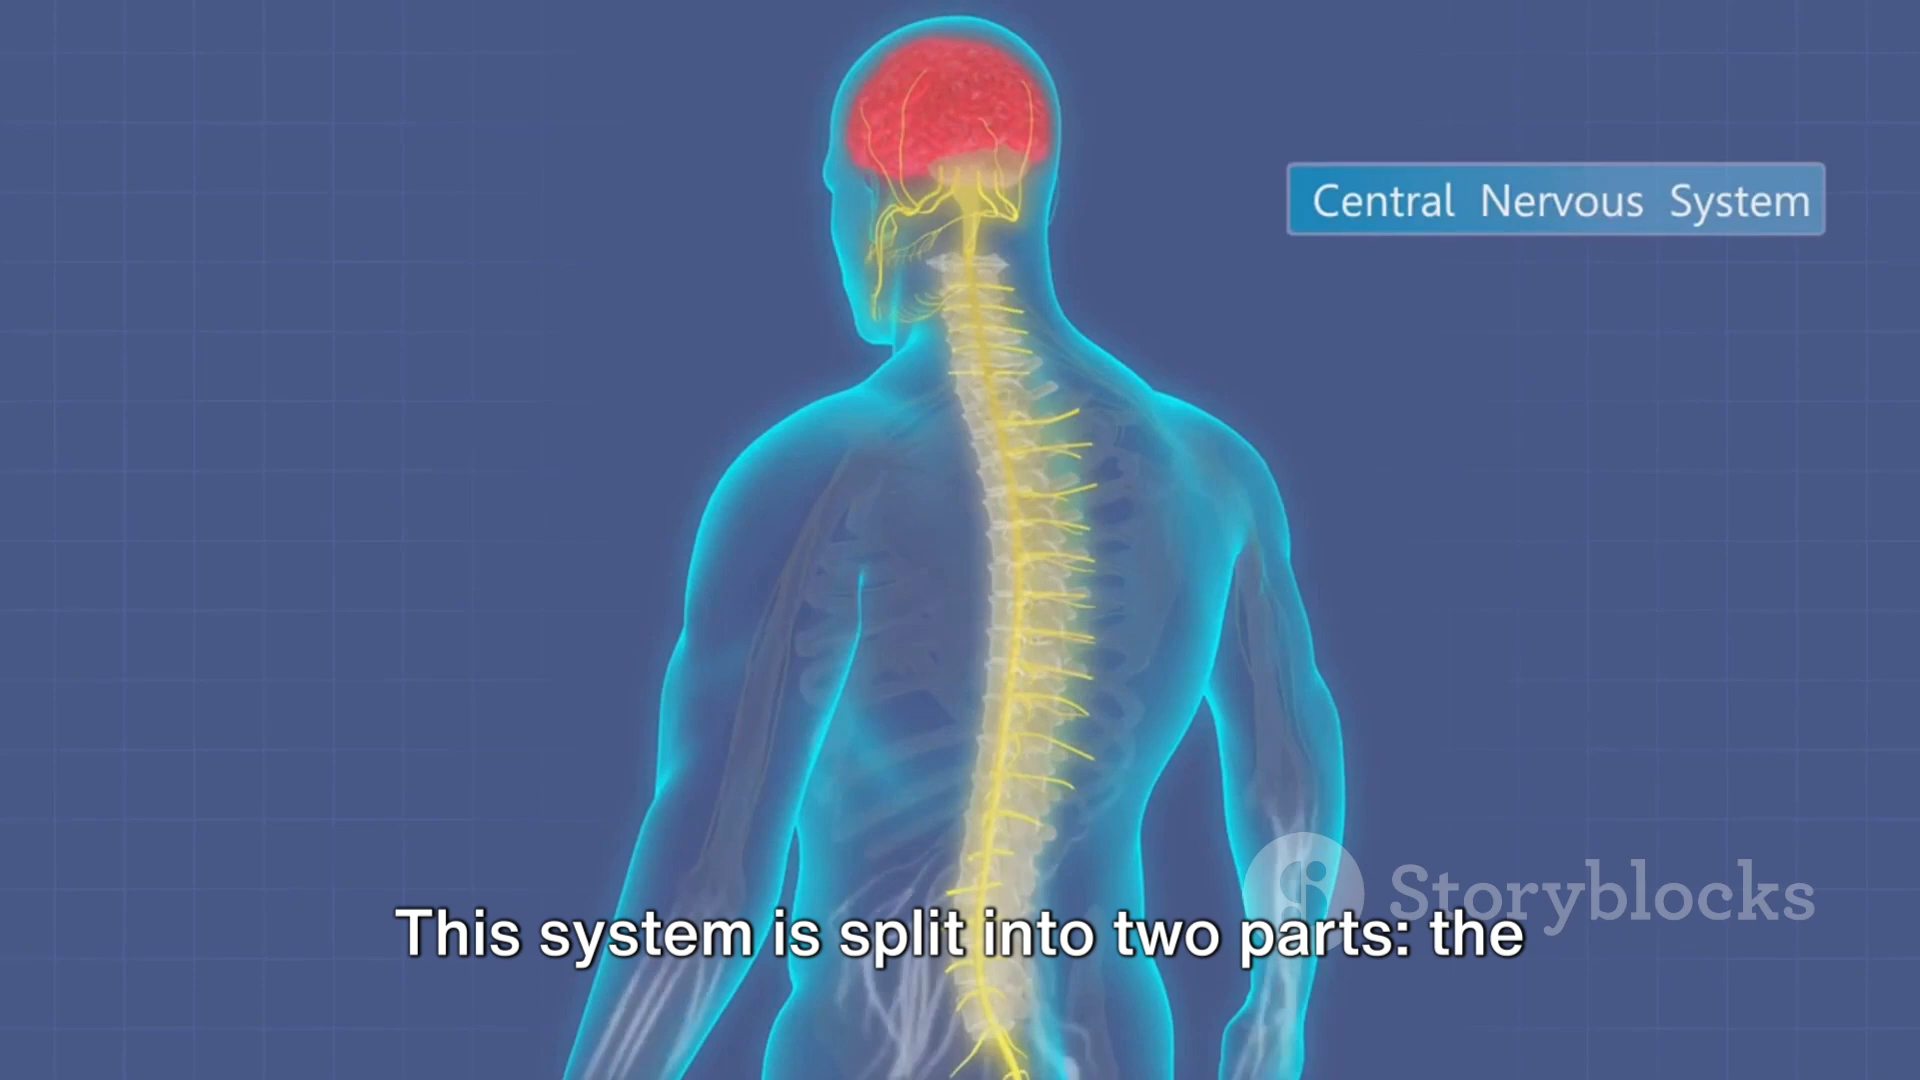 Central Nervous System
Storyblocks
This system is split into two parts: the